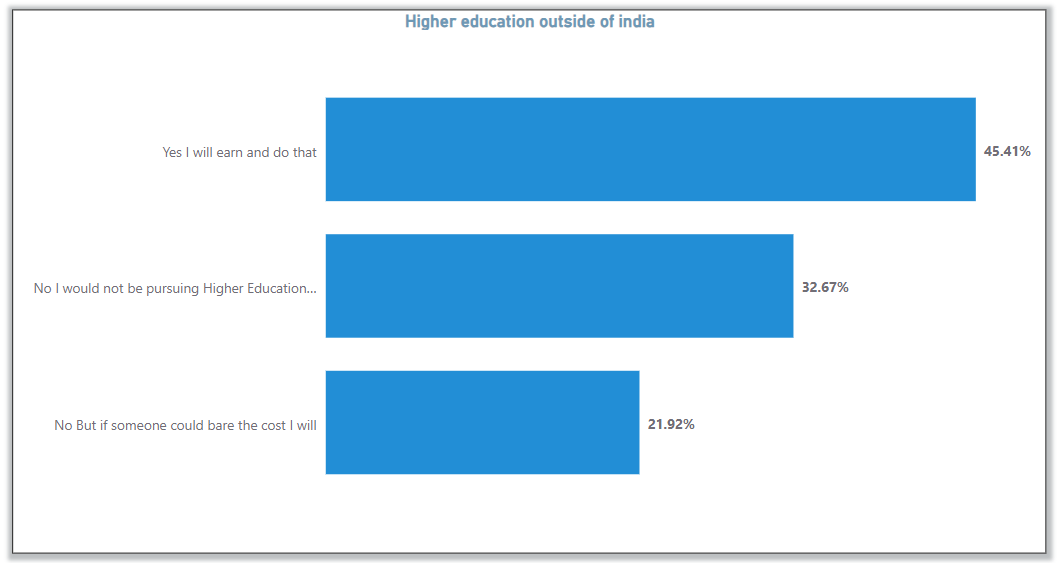 Higher education outside of india
Yes I will earn and do that
45.41%
No I would not be pursuing Higher Education...
32.67%
No But if someone could bare the cost I will
21.92%